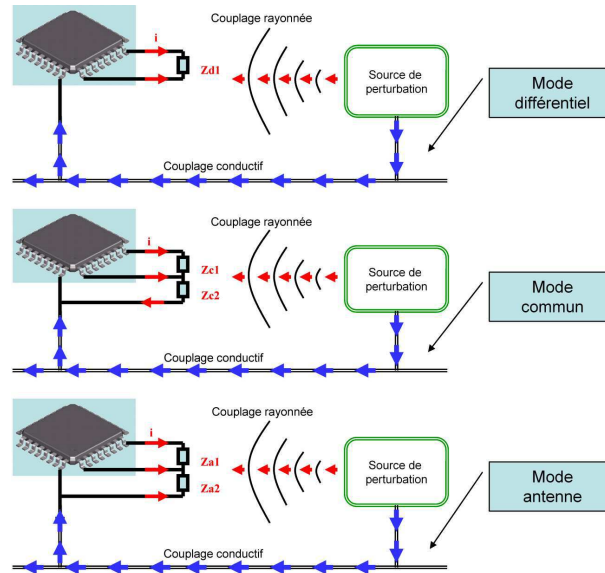 Couplage rayonnée
i
Zd1
Source de
perturbation
Mode
différentiel
Couplage conductif
Couplage rayonnée
i
Zc1
Zc2
Source de
perturbation
Mode
commun
Couplage conductif
Couplage rayonnée
i
Za1
Za2
Source de
perturbation
Mode
antenne
Couplage conductif